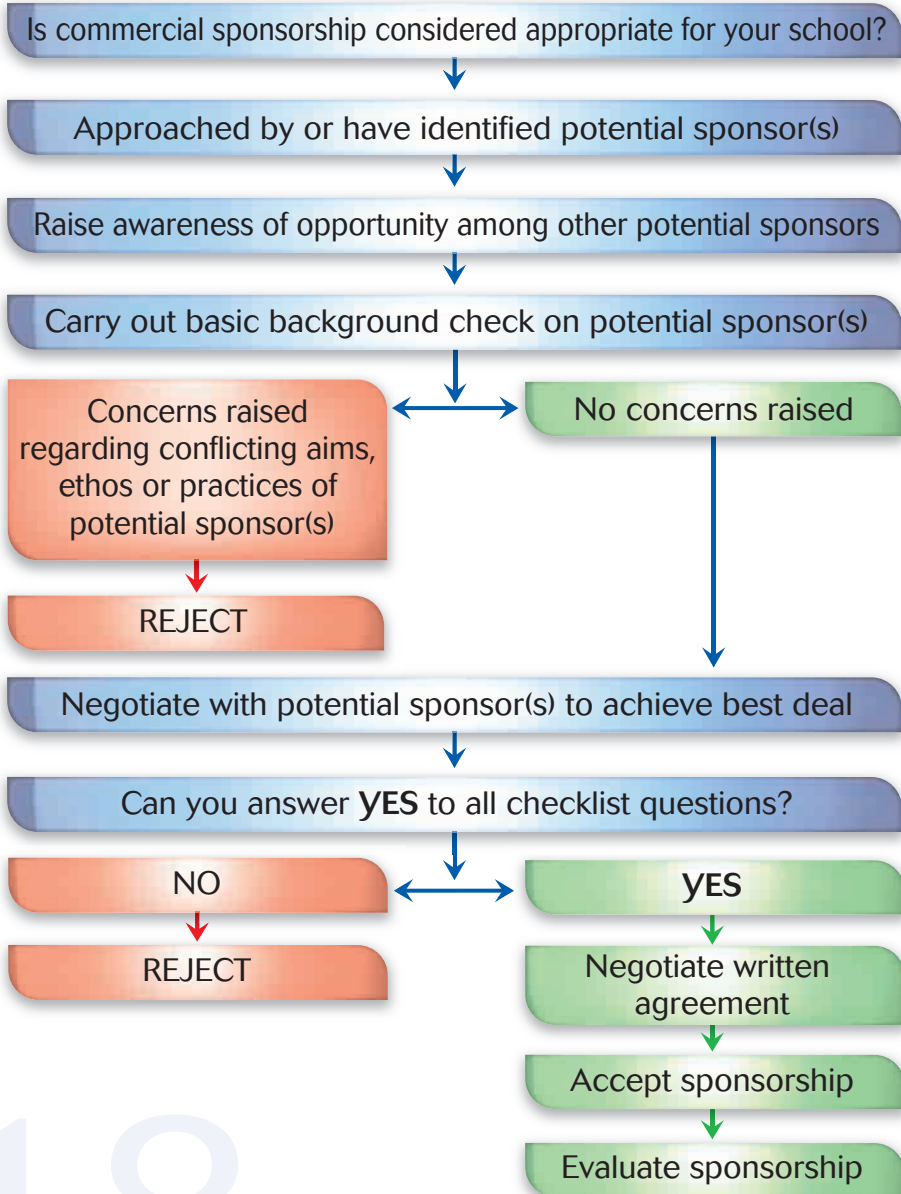 Is commercial sponsorship considered appropriate for your school?
Approached by or have identified potential sponsor(s)
Raise awareness of opportunity among other potential sponsors
Carry out basic background check on potential sponsor(s)
Concerns raised
regarding conflicting aims,
ethos or practices of
potential sponsor(s)
No concerns raised
REJECT
Negotiate with potential sponsor(s) to achieve best deal
Can you answer YES to all checklist questions?
NO
REJECT
YES
Negotiate written
agreement
Accept sponsorship
Evaluate sponsorship
18